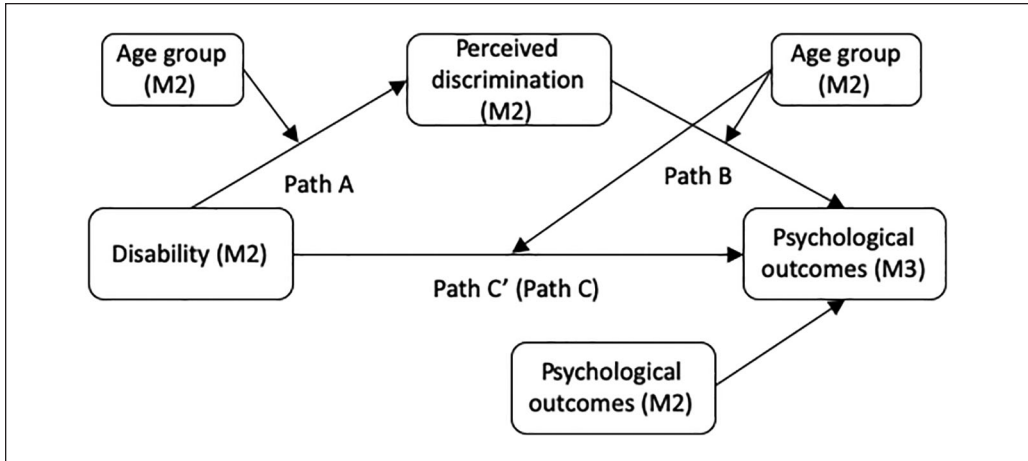 Age group
(M2)
Perceived
discrimination
(M2)
Age group
(M2)
Path A
Path B
Disability (M2)
Psychological
outcomes (M3)
Path C’ (Path C)
Psychological
outcomes (M2)